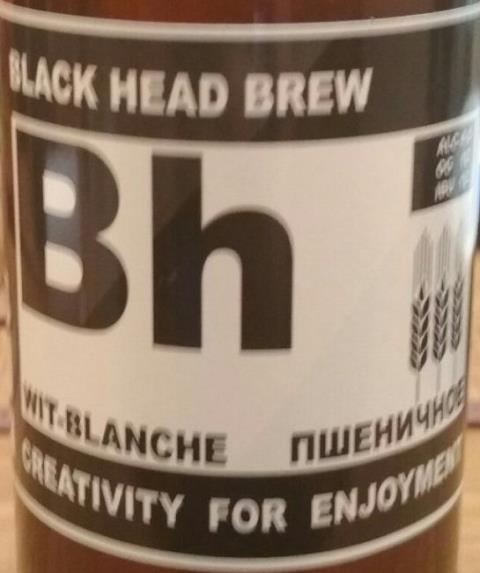 BLACK HEAD BREW
Bh
WIT-BLANCHE ПШЕНИЧНОЕ
CREATIVITY FOR ENJOYMENT